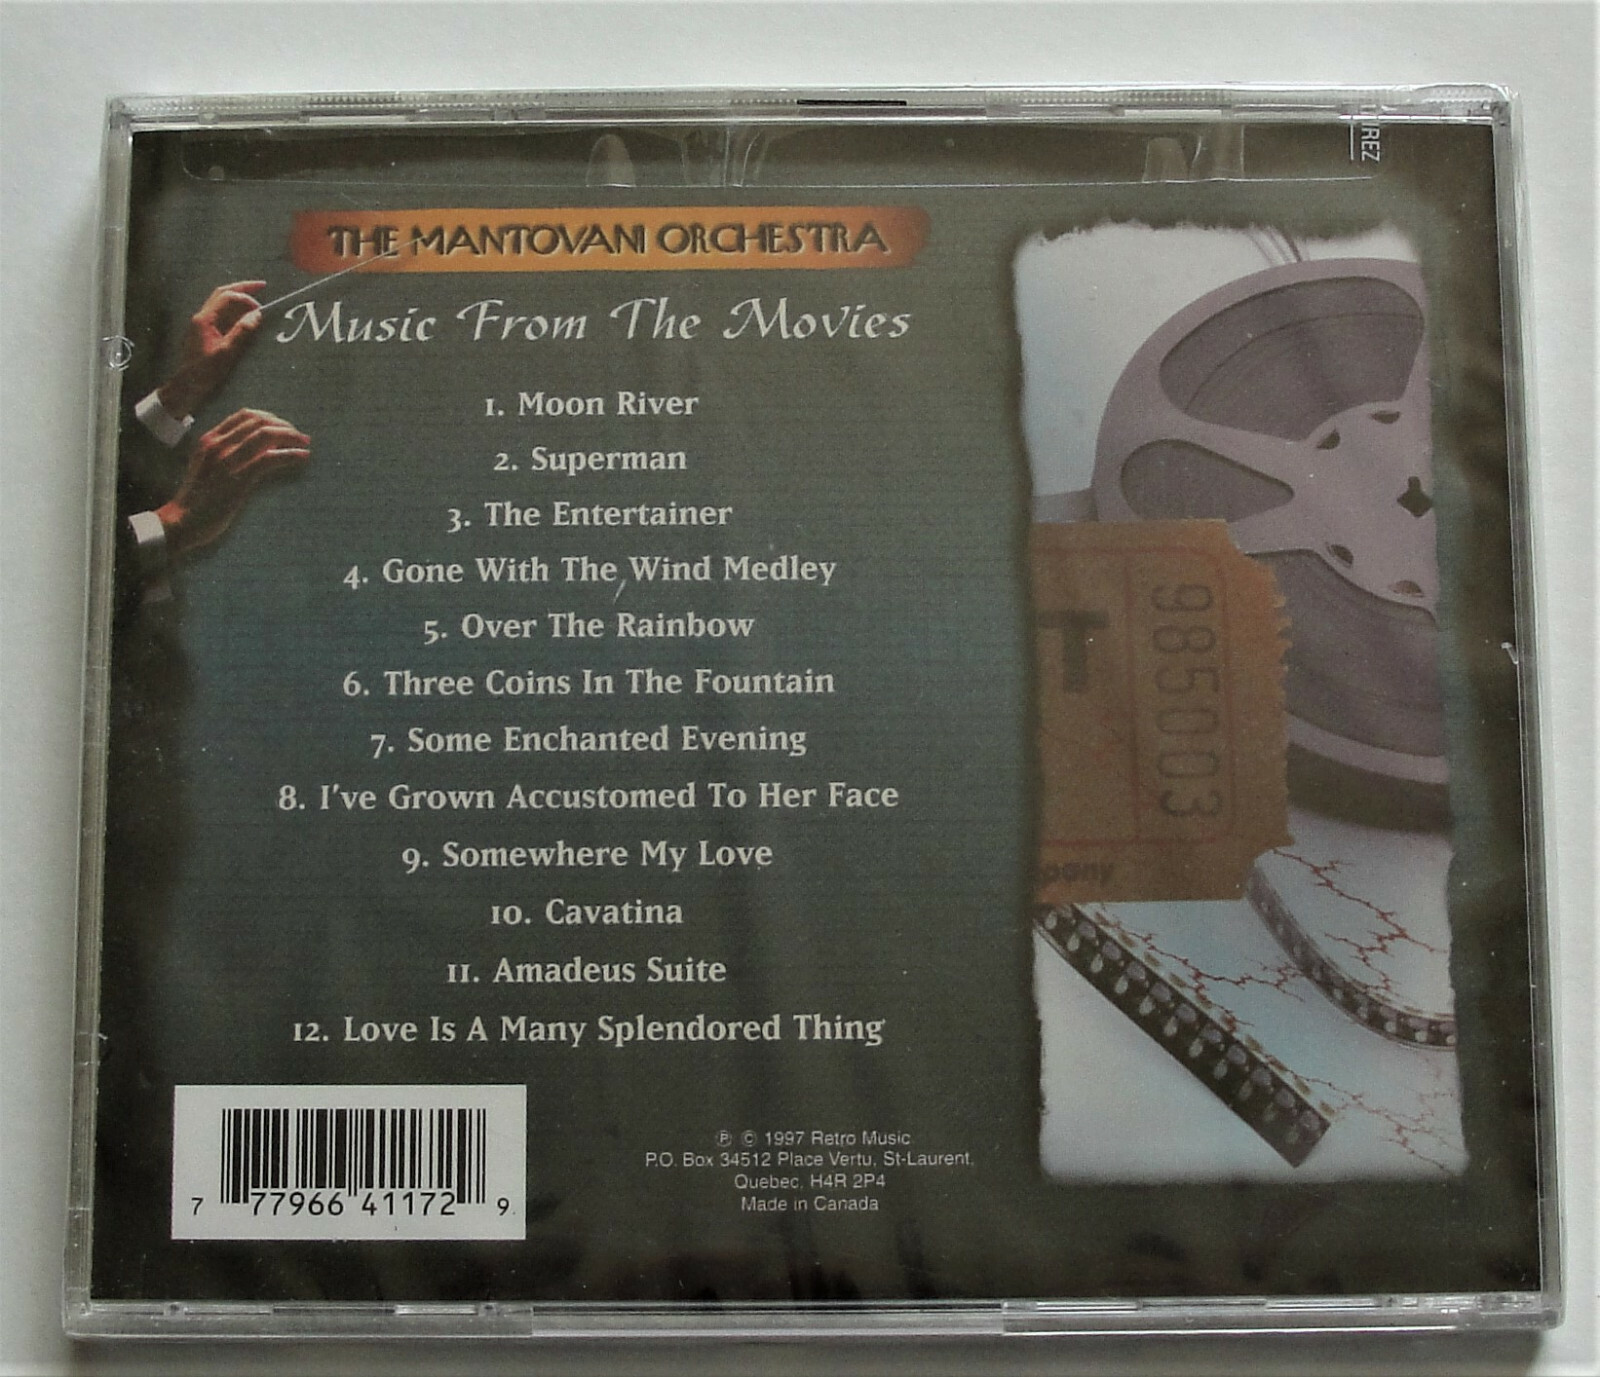 REZ
THE MANTOVANI ORCHESTRA
Music From The Movies
1. Moon River
2. Superman
3. The Entertainer
4. Gone With The Wind Medley
5. Over The Rainbow
6. Three Coins In The Fountain
7. Some Enchanted Evening
8. I've Grown Accustomed To Her Face
9. Somewhere My Love
10. Cavatina
11. Amadeus Suite
12. Love Is A Many Splendored Thing
T
985003
pany
7 77966 41172 9
℗ © 1997 Retro Music
P.O. Box 34512 Place Vertu, St-Laurent,
Quebec, H4R 2P4
Made in Canada